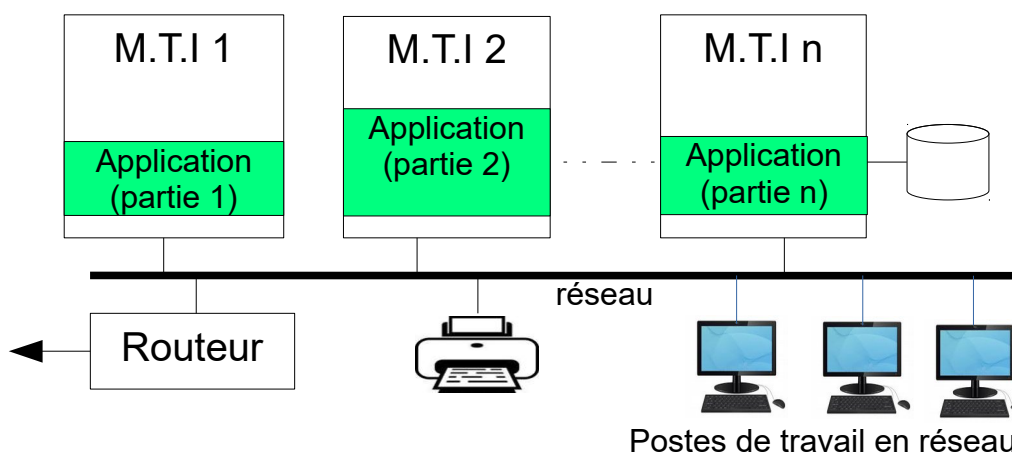 M.T.I 1
M.T.I 2
M.T.I n
Application
(partie 1)
Application
(partie 2)
Application
(partie n)
réseau
Routeur
Postes de travail en réseau